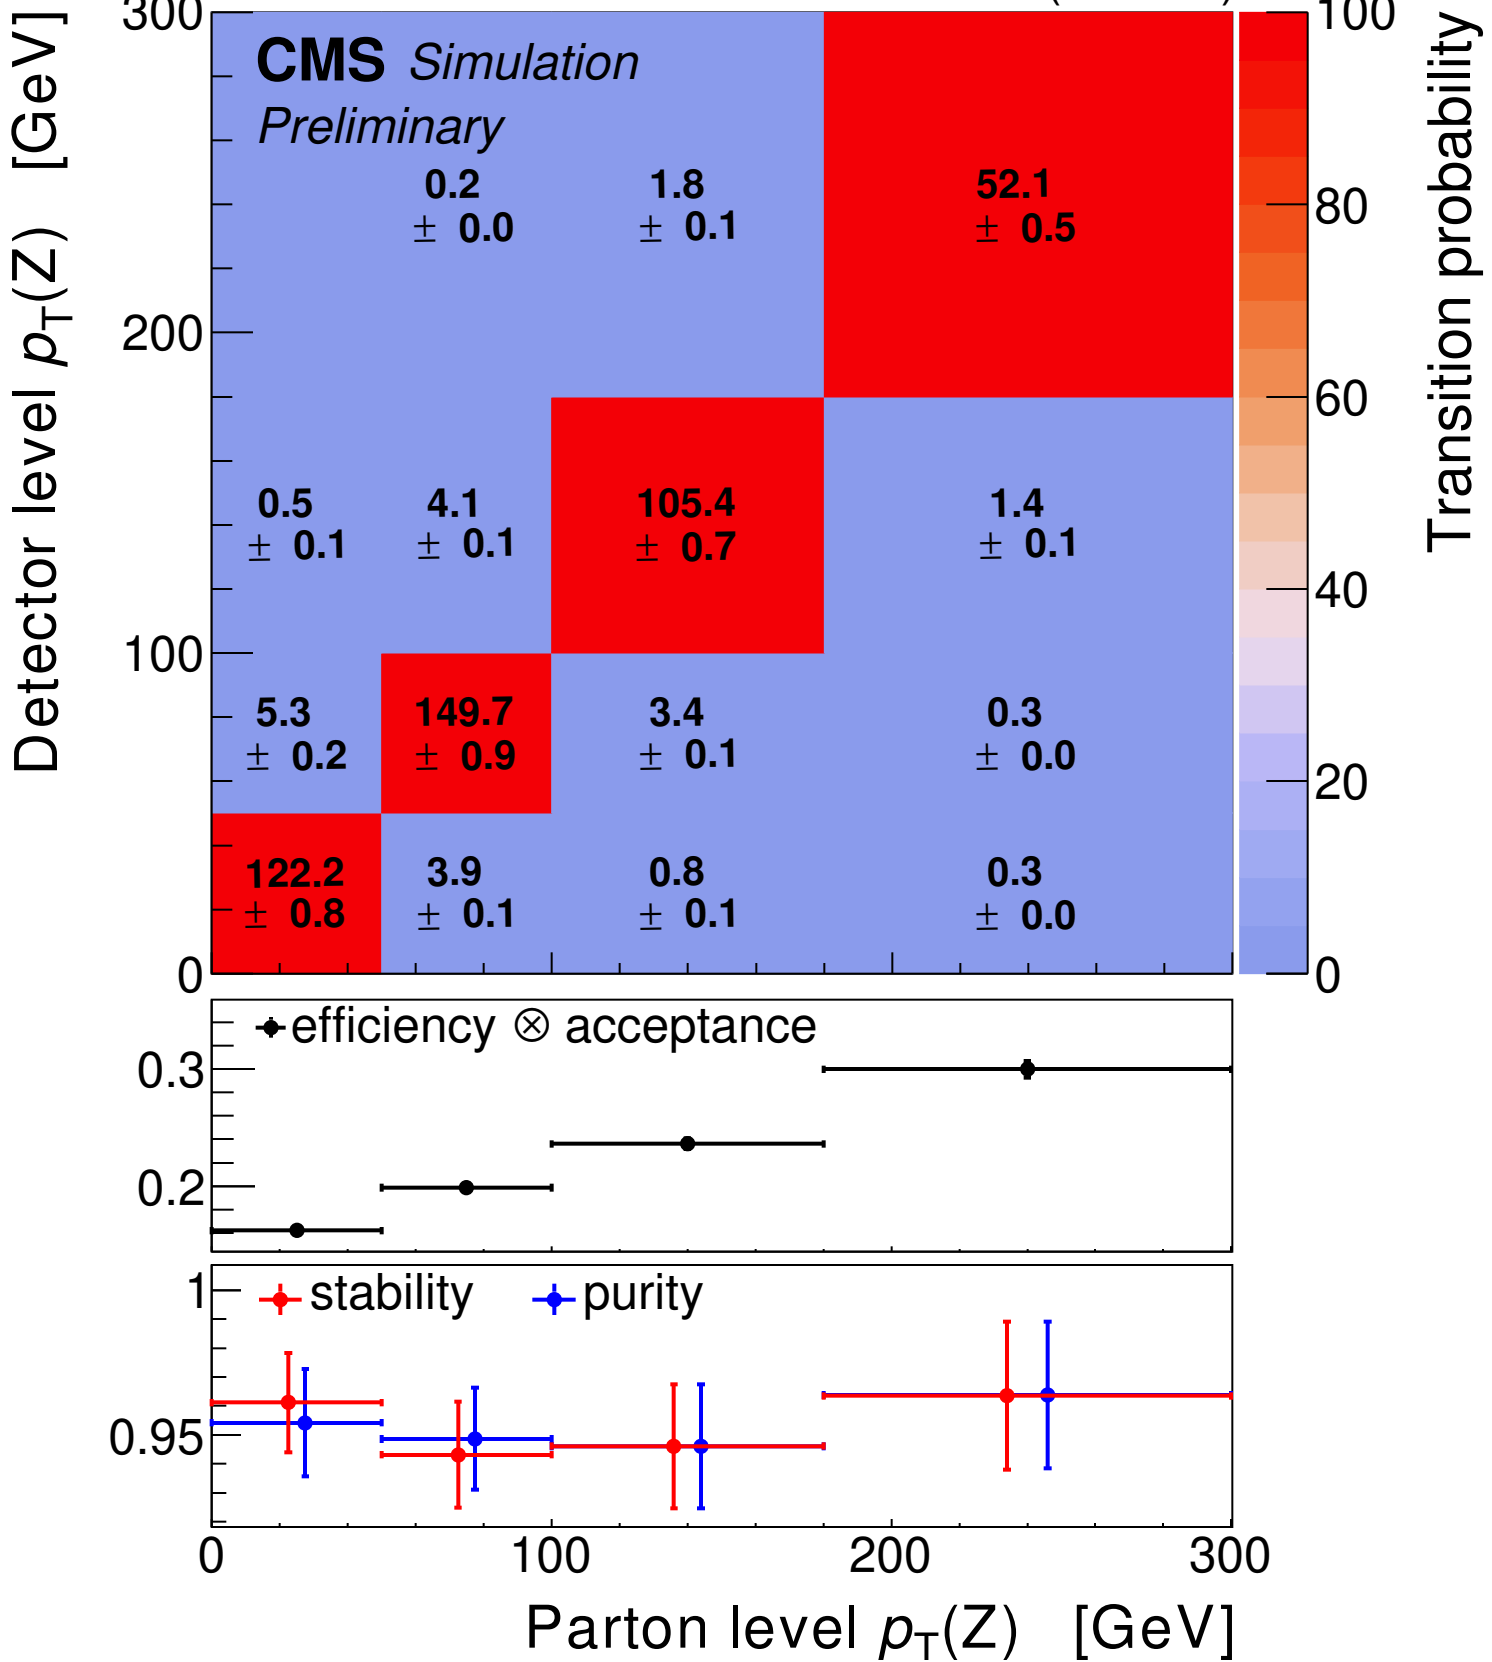 300
CMS Simulation
Preliminary
100
0.2 1.8 52.1
± 0.0 ± 0.1 ± 0.5
80
200
60
0.5 4.1 105.4 1.4
± 0.1 ± 0.1 ± 0.7 ± 0.1
40
100
5.3 149.7 3.4 0.3
± 0.2 ± 0.9 ± 0.1 ± 0.0
20
122.2 3.9 0.8 0.3
± 0.8 ± 0.1 ± 0.1 ± 0.0
0
0
Detector level pT(Z) [GeV]
Transition probability
efficiency ⊗ acceptance
0.3
0.2
stability purity
1
0.95
0 100 200 300
Parton level pT(Z) [GeV]